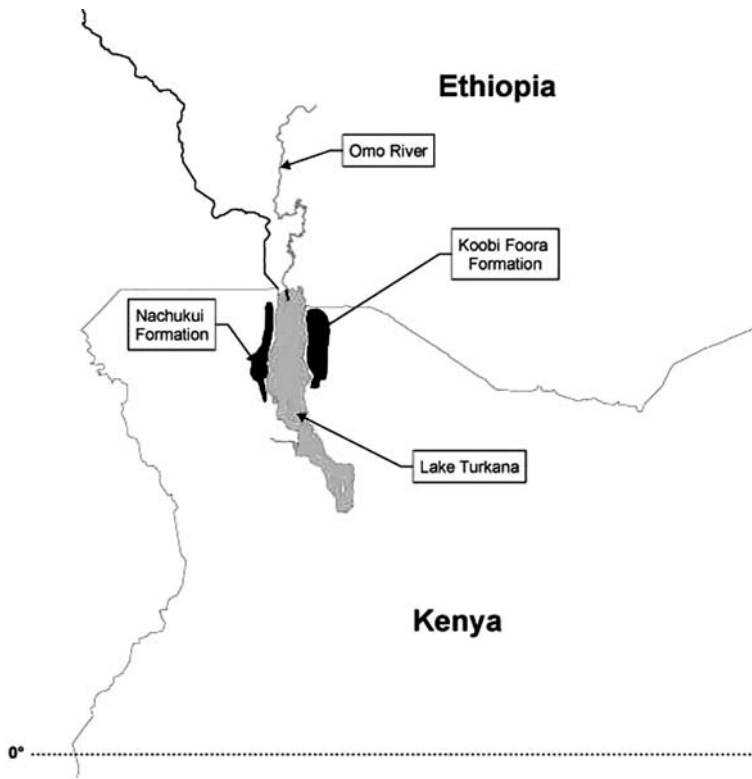 Ethiopia
Omo River
Koobi Foora
Formation
Nachukui
Formation
Lake Turkana
Kenya
0°